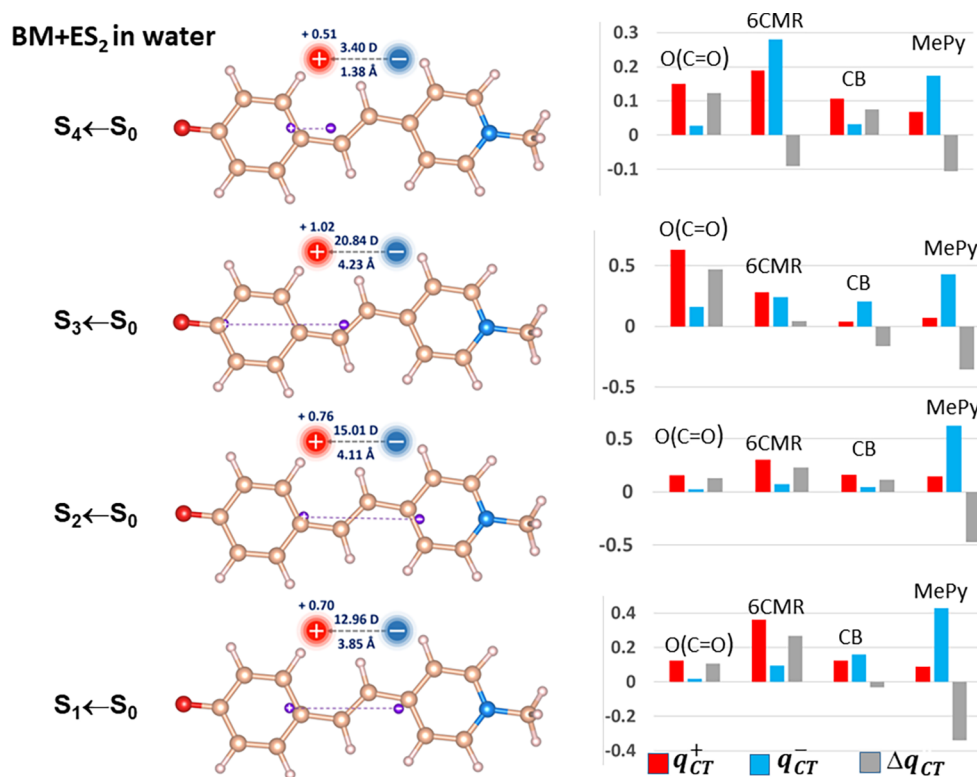 BM+ES₂ in water
S₄←S₀
+ 0.51
+
3.40 D
−
1.38 Å
+
-
0.3
0.2
0.1
0
-0.1
O(C=O)
6CMR
CB
MePy
S₃←S₀
+ 1.02
+
20.84 D
−
4.23 Å
-
0.5
0
-0.5
O(C=O)
6CMR
CB
MePy
S₂←S₀
+ 0.76
+
15.01 D
−
4.11 Å
+
-
0.5
0
-0.5
O(C=O)
6CMR
CB
MePy
S₁←S₀
+ 0.70
+
12.96 D
−
3.85 Å
+
-
0.4
0.2
0
0.2
0.4
O(C=O)
6CMR
CB
MePy
q⁺CT
q⁻CT
ΔqCT